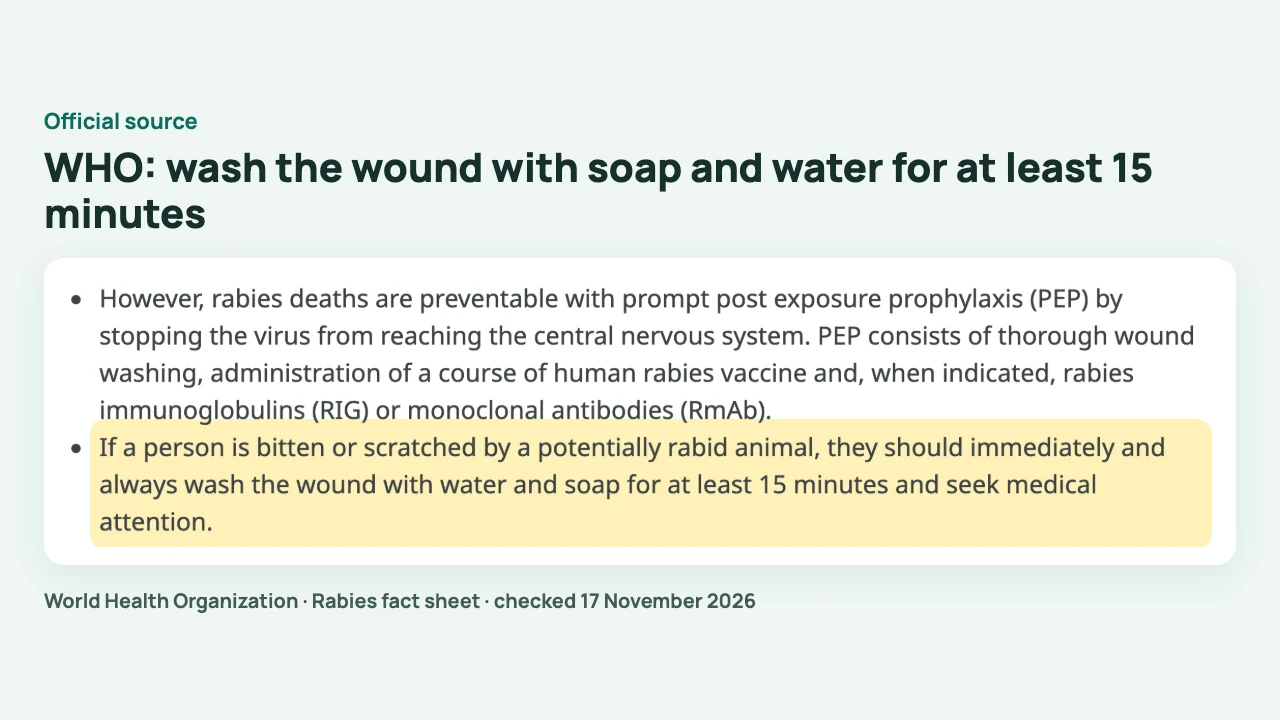 Official source
WHO: wash the wound with soap and water for at least 15
minutes
• However, rabies deaths are preventable with prompt post exposure prophylaxis (PEP) by
stopping the virus from reaching the central nervous system. PEP consists of thorough wound
washing, administration of a course of human rabies vaccine and, when indicated, rabies
immunoglobulins (RIG) or monoclonal antibodies (RmAb).
• If a person is bitten or scratched by a potentially rabid animal, they should immediately and
always wash the wound with water and soap for at least 15 minutes and seek medical
attention.
World Health Organization · Rabies fact sheet · checked 17 November 2026